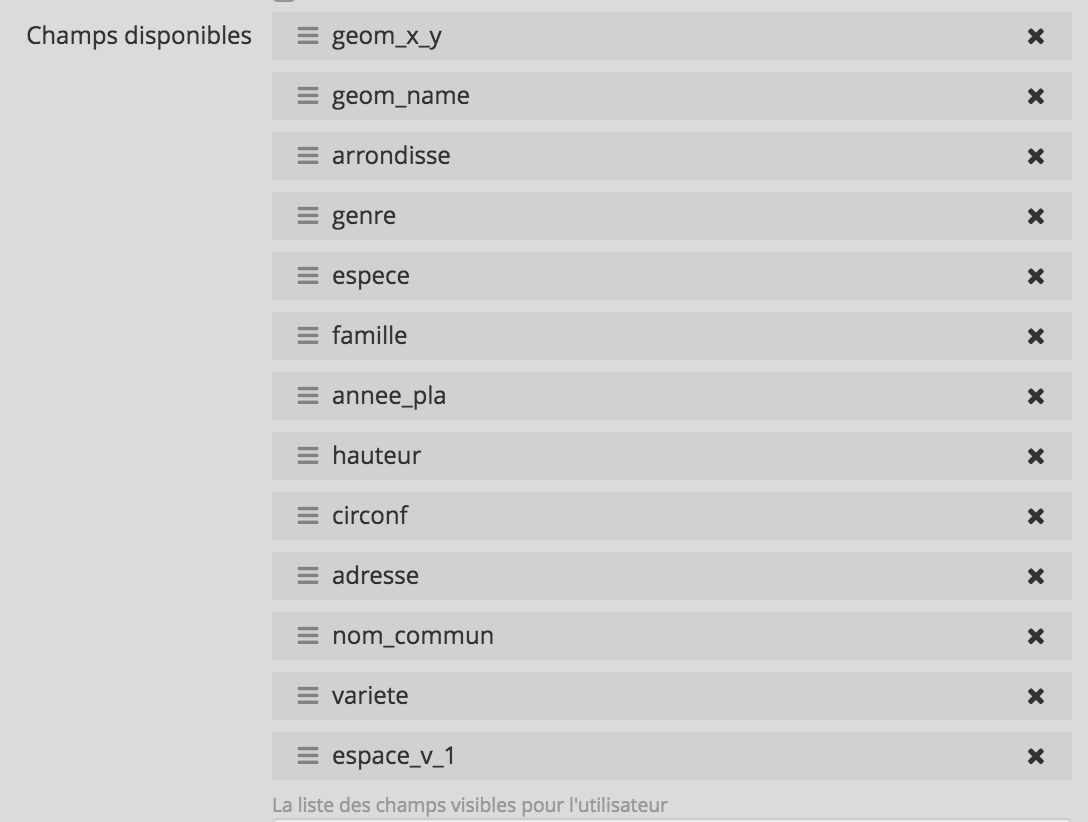 Champs disponibles
geom_x_y
geom_name
arrondisse
genre
espece
famille
annee_pla
hauteur
circonf
adresse
nom_commun
variete
espace_v_1
La liste des champs visibles pour l'utilisateur